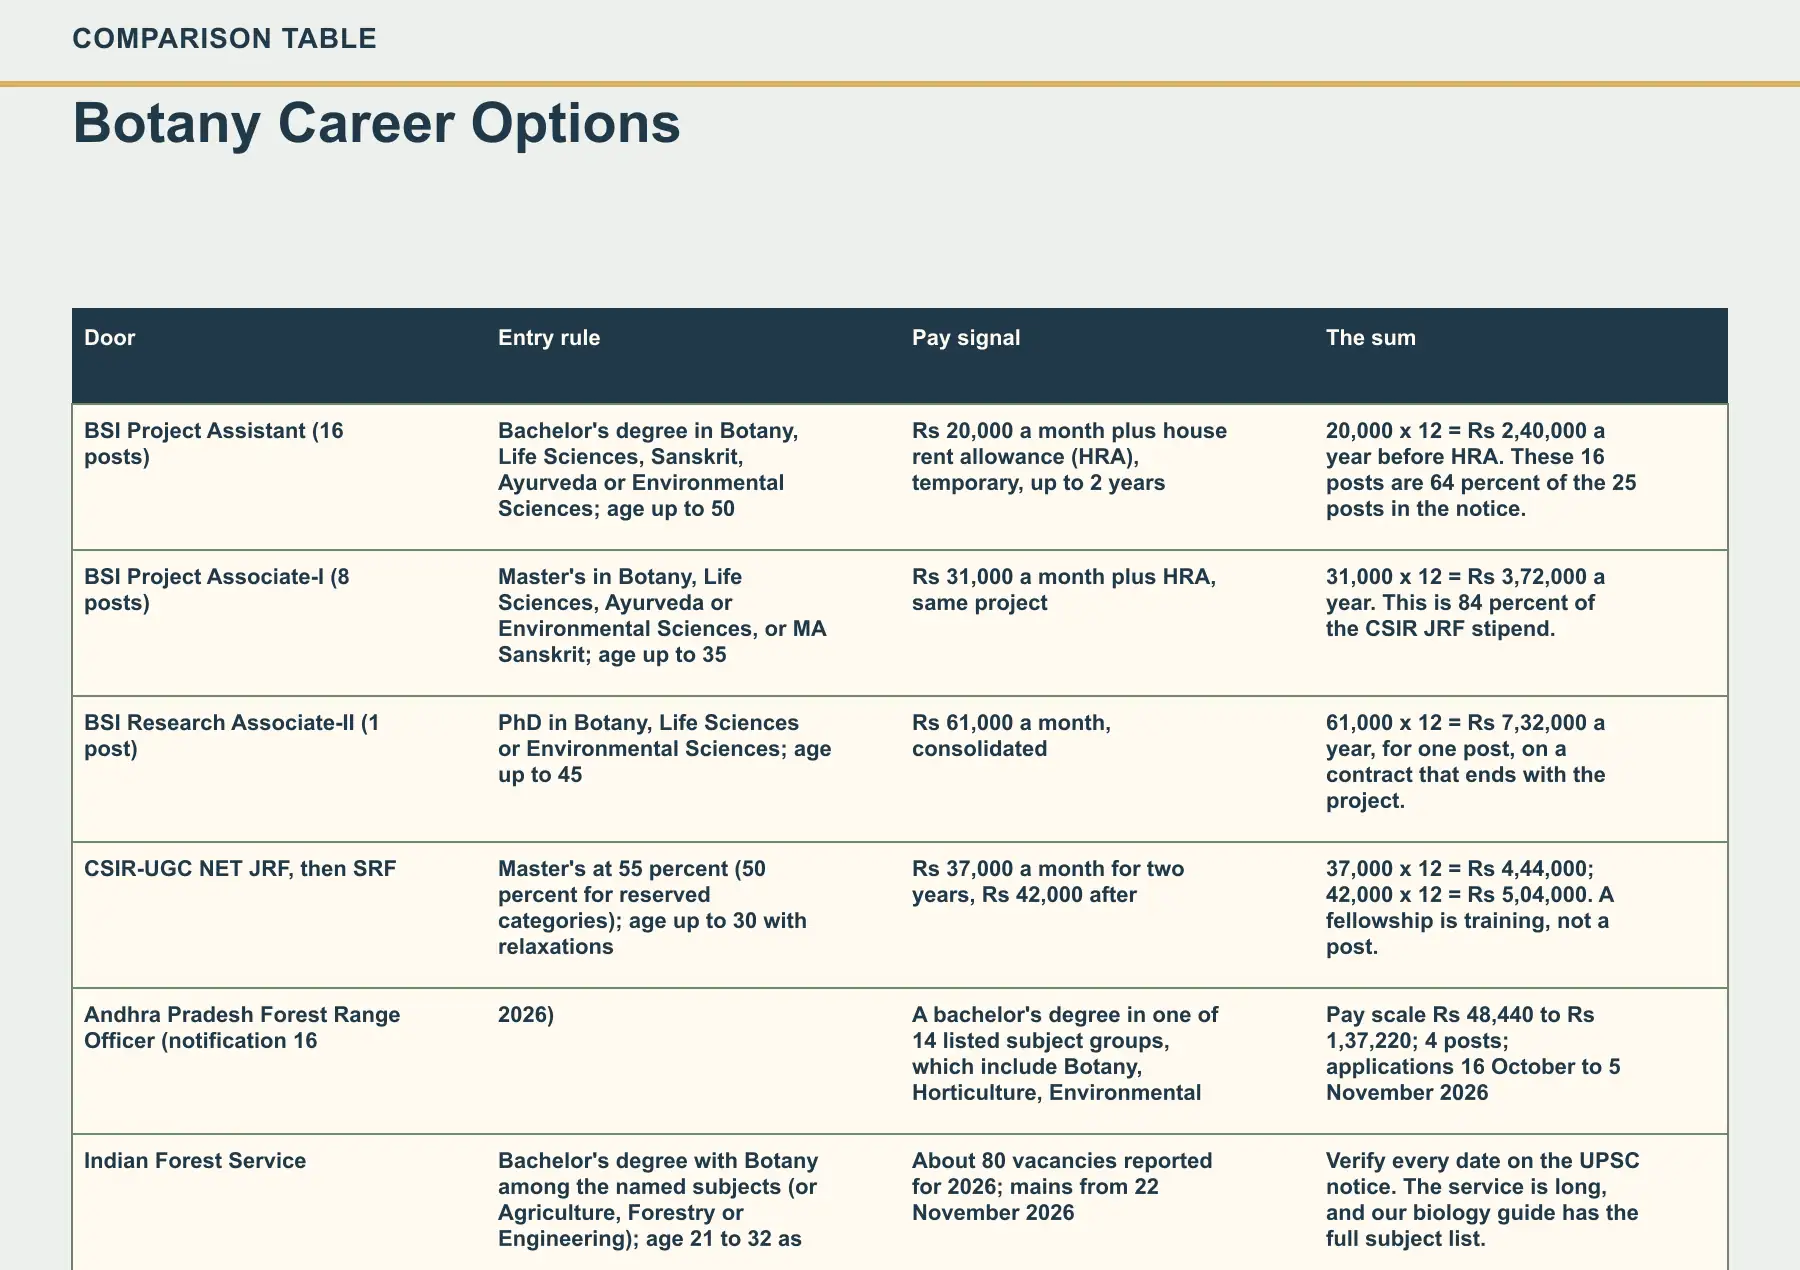 COMPARISON TABLE
Botany Career Options
Door
Entry rule
Pay signal
The sum
BSI Project Assistant (16
posts)
Bachelor's degree in Botany,
Life Sciences, Sanskrit,
Ayurveda or Environmental
Sciences; age up to 50
Rs 20,000 a month plus house
rent allowance (HRA),
temporary, up to 2 years
20,000 x 12 = Rs 2,40,000 a
year before HRA. These 16
posts are 64 percent of the 25
posts in the notice.
BSI Project Associate-I (8
posts)
Master's in Botany, Life
Sciences, Ayurveda or
Environmental Sciences, or MA
Sanskrit; age up to 35
Rs 31,000 a month plus HRA,
same project
31,000 x 12 = Rs 3,72,000 a
year. This is 84 percent of
the CSIR JRF stipend.
BSI Research Associate-II (1
post)
PhD in Botany, Life Sciences
or Environmental Sciences; age
up to 45
Rs 61,000 a month,
consolidated
61,000 x 12 = Rs 7,32,000 a
year, for one post, on a
contract that ends with the
project.
CSIR-UGC NET JRF, then SRF
Master's at 55 percent (50
percent for reserved
categories); age up to 30 with
relaxations
Rs 37,000 a month for two
years, Rs 42,000 after
37,000 x 12 = Rs 4,44,000;
42,000 x 12 = Rs 5,04,000. A
fellowship is training, not a
post.
Andhra Pradesh Forest Range
Officer (notification 16
2026)
A bachelor's degree in one of
14 listed subject groups,
which include Botany,
Horticulture, Environmental
Pay scale Rs 48,440 to Rs
1,37,220; 4 posts;
applications 16 October to 5
November 2026
Indian Forest Service
Bachelor's degree with Botany
among the named subjects (or
Agriculture, Forestry or
Engineering); age 21 to 32 as
About 80 vacancies reported
for 2026; mains from 22
November 2026
Verify every date on the UPSC
notice. The service is long,
and our biology guide has the
full subject list.